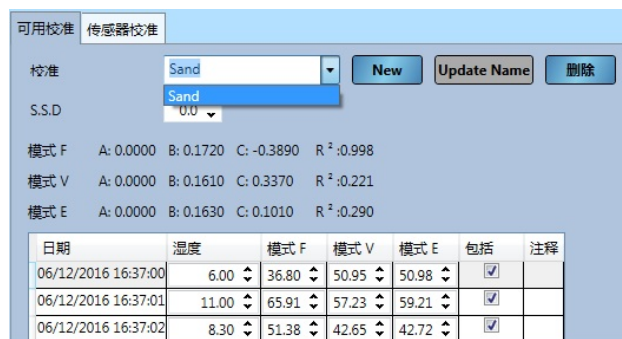 可用校准 传感器校准
校准 Sand New Update Name 删除
Sand
S.S.D 0.0
模式 F A: 0.0000 B: 0.1720 C: -0.3890 R²:0.998
模式 V A: 0.0000 B: 0.1610 C: 0.3370 R²:0.221
模式 E A: 0.0000 B: 0.1630 C: 0.1010 R²:0.290
日期 湿度 模式 F 模式 V 模式 E 包括 注释
06/12/2016 16:37:00 6.00 36.80 50.95 50.98
06/12/2016 16:37:01 11.00 65.91 57.23 59.21
06/12/2016 16:37:02 8.30 51.38 42.65 42.72